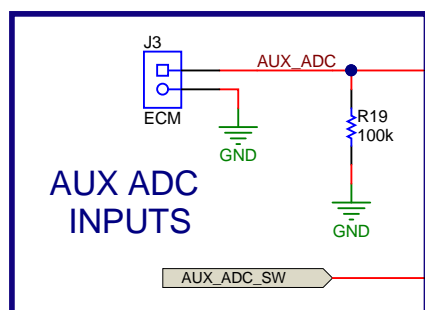 J3
AUX_ADC
ECM
GND
R19
100k
GND
AUX ADC
INPUTS
AUX_ADC_SW